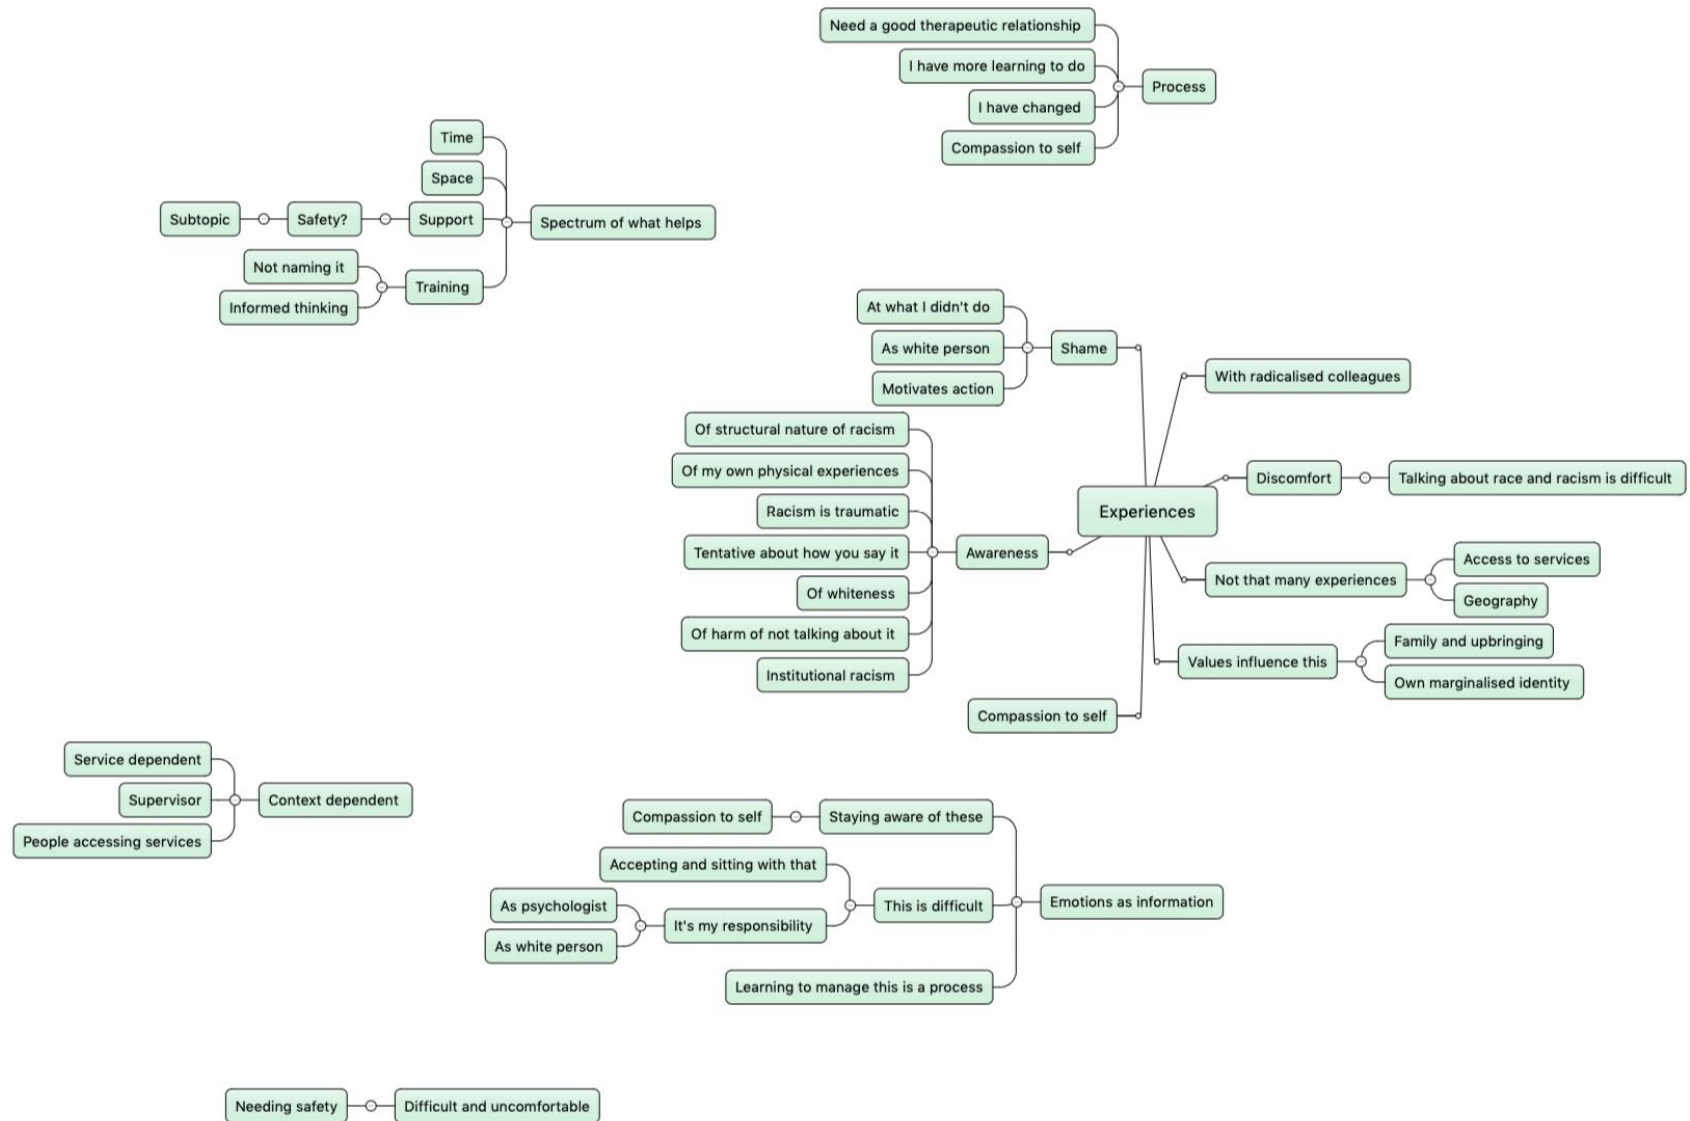 Need a good therapeutic relationship
I have more learning to do
I have changed
Compassion to self
Process
Time
Space
Support
Safety?
Subtopic
Training
Not naming it
Informed thinking
Spectrum of what helps
At what I didn't do
As white person
Motivates action
Shame
Of structural nature of racism
Of my own physical experiences
Racism is traumatic
Tentative about how you say it
Of whiteness
Of harm of not talking about it
Institutional racism
Awareness
Compassion to self
Experiences
With radicalised colleagues
Discomfort
Talking about race and racism is difficult
Not that many experiences
Access to services
Geography
Values influence this
Family and upbringing
Own marginalised identity
Service dependent
Supervisor
People accessing services
Context dependent
Compassion to self
Staying aware of these
Accepting and sitting with that
As psychologist
As white person
It's my responsibility
This is difficult
Learning to manage this is a process
Emotions as information
Needing safety
Difficult and uncomfortable